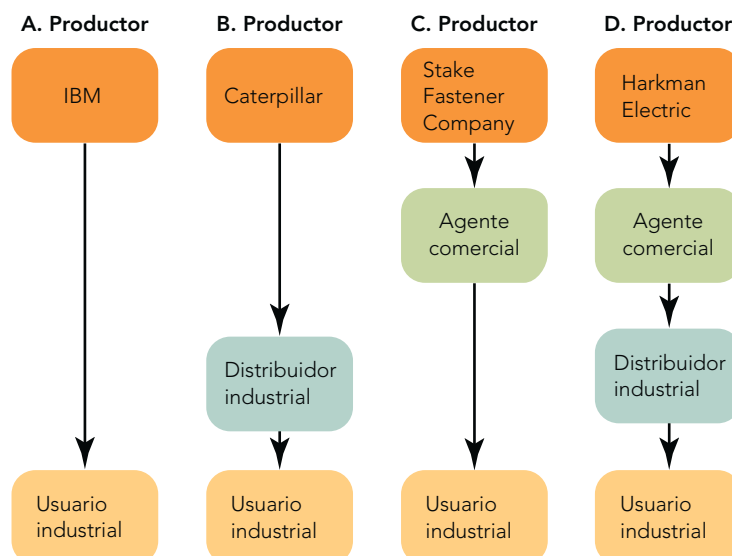 A. Productor
B. Productor
C. Productor
D. Productor
IBM
Caterpillar
Stake
Fastener
Company
Harkman
Electric
Agente
comercial
Agente
comercial
Distribuidor
industrial
Distribuidor
industrial
Usuario
industrial
Usuario
industrial
Usuario
industrial
Usuario
industrial